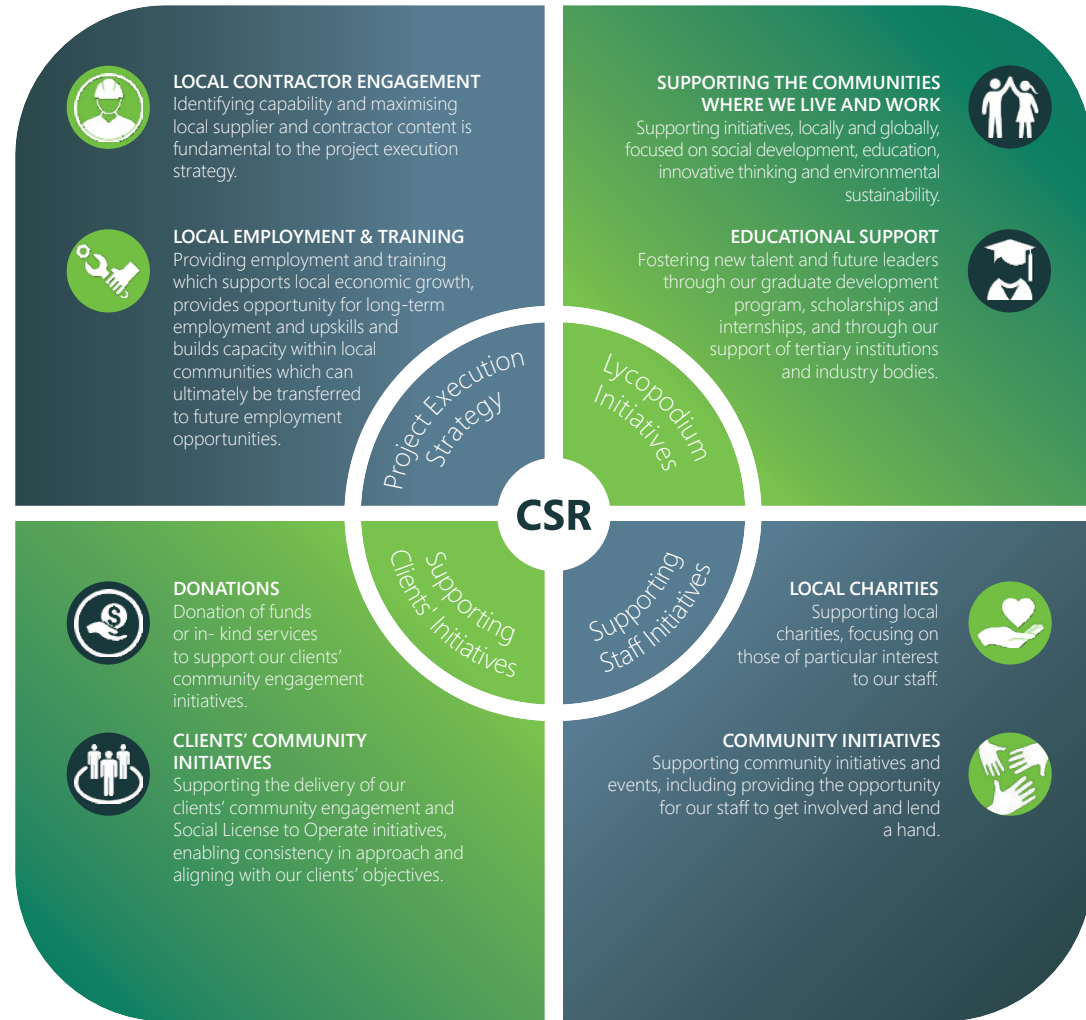 LOCAL CONTRACTOR ENGAGEMENT
Identifying capability and maximising
local supplier and contractor content is
fundamental to the project execution
strategy.
LOCAL EMPLOYMENT & TRAINING
Providing employment and training
which supports local economic growth,
provides opportunity for long-term
employment and upskills and
builds capacity within local
communities which can
ultimately be transferred
to future employment
opportunities.
Project Execution
Strategy
SUPPORTING THE COMMUNITIES
WHERE WE LIVE AND WORK
Supporting initiatives, locally and globally,
focused on social development, education,
innovative thinking and environmental
sustainability.
EDUCATIONAL SUPPORT
Fostering new talent and future leaders
through our graduate development
program, scholarships and
internships, and through our
support of tertiary institutions
and industry bodies.
Lycopodium
Initiatives
CSR
DONATIONS
Donation of funds
or in- kind services
to support our clients’
community engagement
initiatives.
CLIENTS’ COMMUNITY
INITIATIVES
Supporting the delivery of our
clients’ community engagement and
Social License to Operate initiatives,
enabling consistency in approach and
aligning with our clients’ objectives.
Supporting
Clients’ Initiatives
Supporting
Staff Initiatives
LOCAL CHARITIES
Supporting local
charities, focusing on
those of particular interest
to our staff.
COMMUNITY INITIATIVES
Supporting community initiatives and
events, including providing the opportunity
for our staff to get involved and lend
a hand.